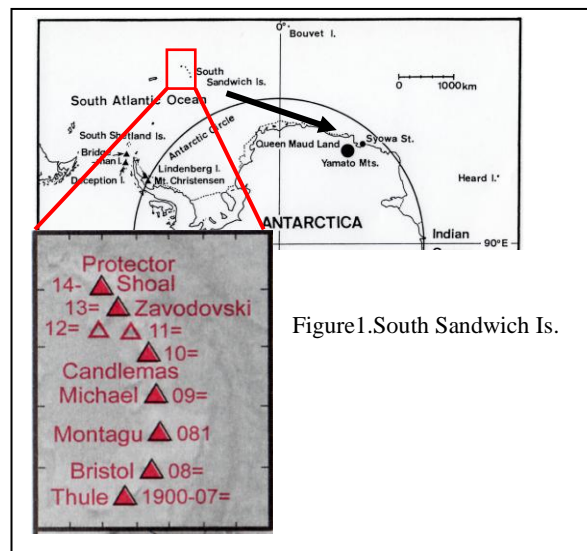 0°
Bouvet I.
South
Sandwich Is.
0 1000km
South Atlantic Ocean
South Shetland Is.
Antarctic Circle
Syowa St.
Queen Maud Land
Yamato Mts.
Bridge-
man I.
Lindenberg I.
Mt. Christensen
Deception I.
Heard I.
ANTARCTICA
Indian
90°E
Protector
14- Shoal
13= Zavodovski
12= 11=
10=
Candlemas
Michael 09=
Montagu 081
Bristol 08=
Thule 1900-07=
Figure1.South Sandwich Is.